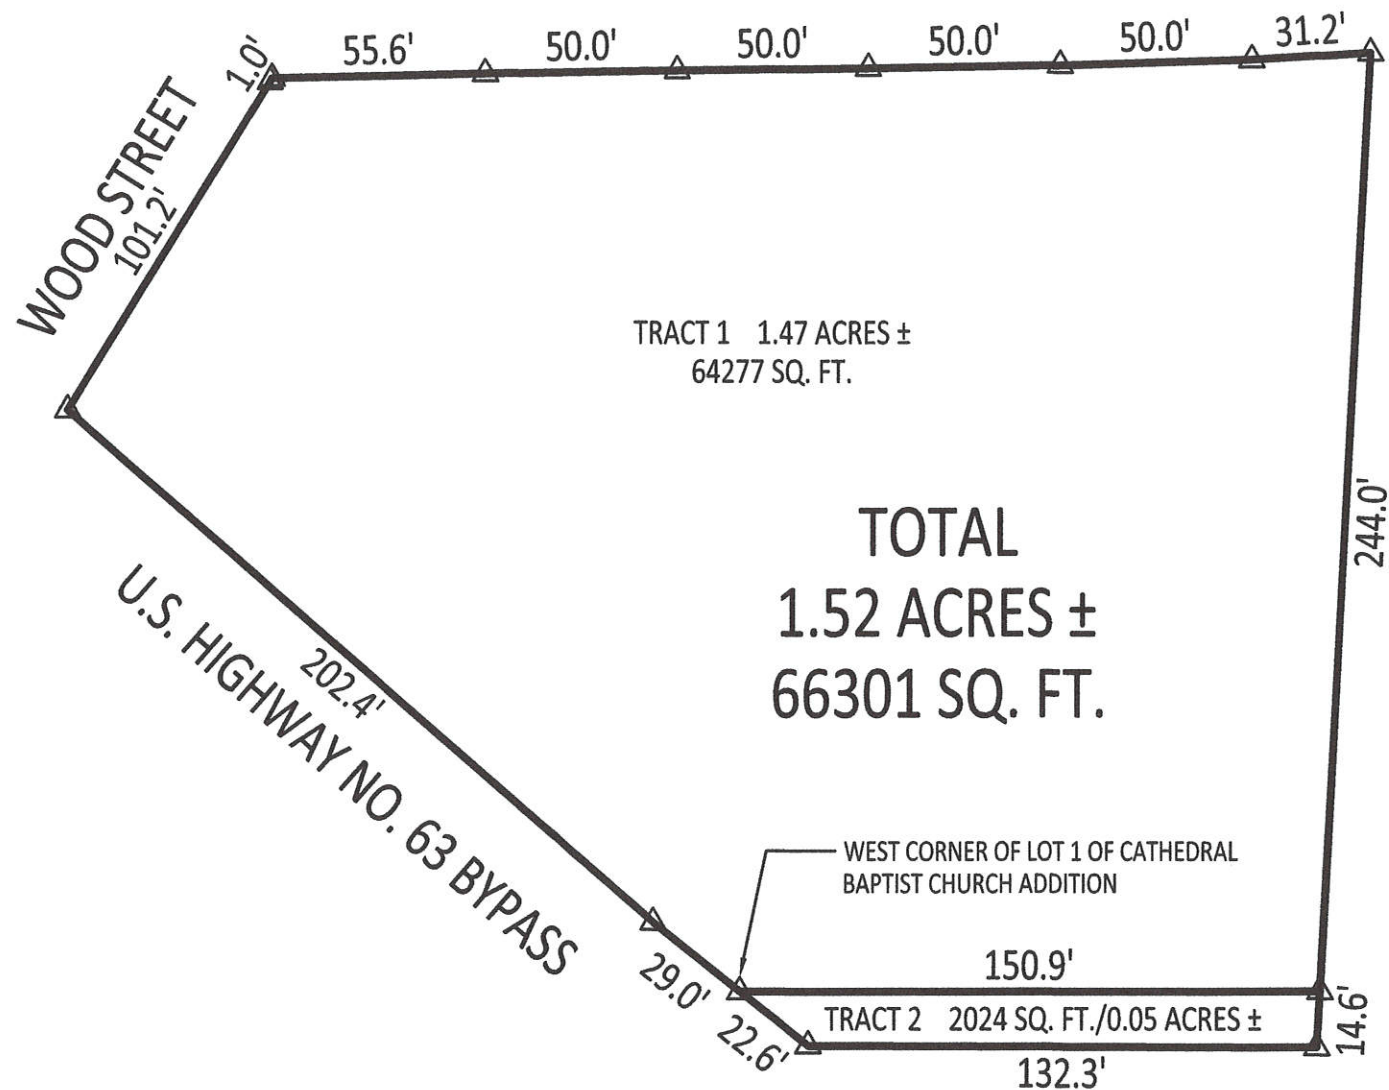 1.0'
55.6'
50.0'
50.0'
50.0'
50.0'
31.2'
WOOD STREET
101.2'
TRACT 1 1.47 ACRES ±
64277 SQ. FT.
TOTAL
1.52 ACRES ±
66301 SQ. FT.
244.0'
U.S. HIGHWAY NO. 63 BYPASS
202.4'
WEST CORNER OF LOT 1 OF CATHEDRAL
BAPTIST CHURCH ADDITION
29.0'
150.9'
22.6'
TRACT 2 2024 SQ. FT./0.05 ACRES ±
14.6'
132.3'